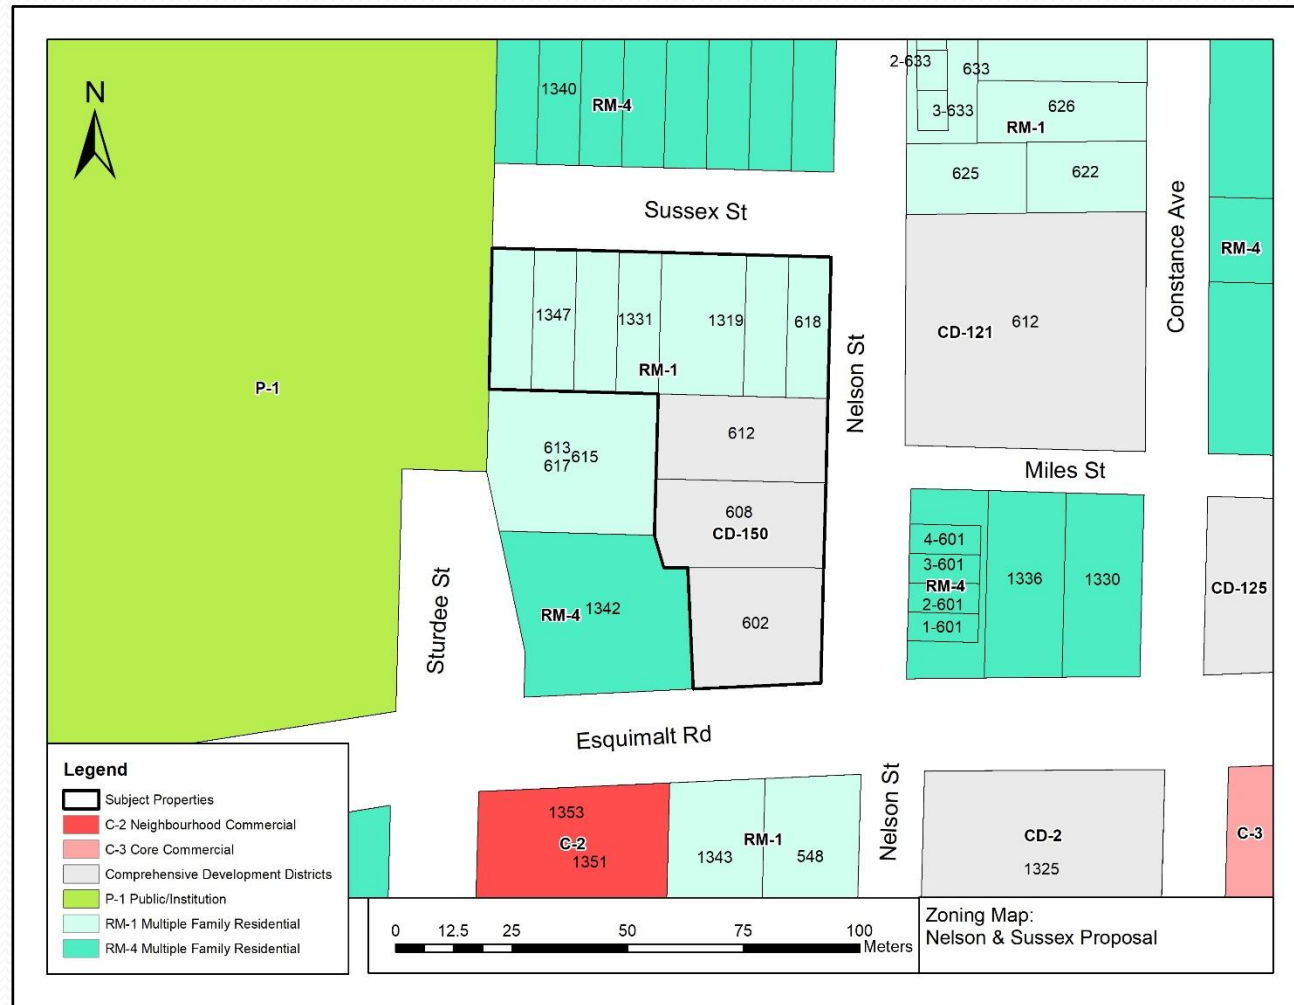 N
1340
RM-4
2-633
633
3-633
626
RM-1
625
622
Sussex St
Constance Ave
RM-4
1347
1331
1319
618
RM-1
Nelson St
CD-121
612
P-1
613
615
617
612
Miles St
608
CD-150
4-601
3-601
RM-4
2-601
1-601
1336
1330
CD-125
Sturdee St
RM-4
1342
602
Esquimalt Rd
Nelson St
1353
C-2
1351
1343
RM-1
548
CD-2
1325
C-3
Legend
Subject Properties
C-2 Neighbourhood Commercial
C-3 Core Commercial
Comprehensive Development Districts
P-1 Public/Institution
RM-1 Multiple Family Residential
RM-4 Multiple Family Residential
0 12.5 25 50 75 100
Meters
Zoning Map:
Nelson & Sussex Proposal